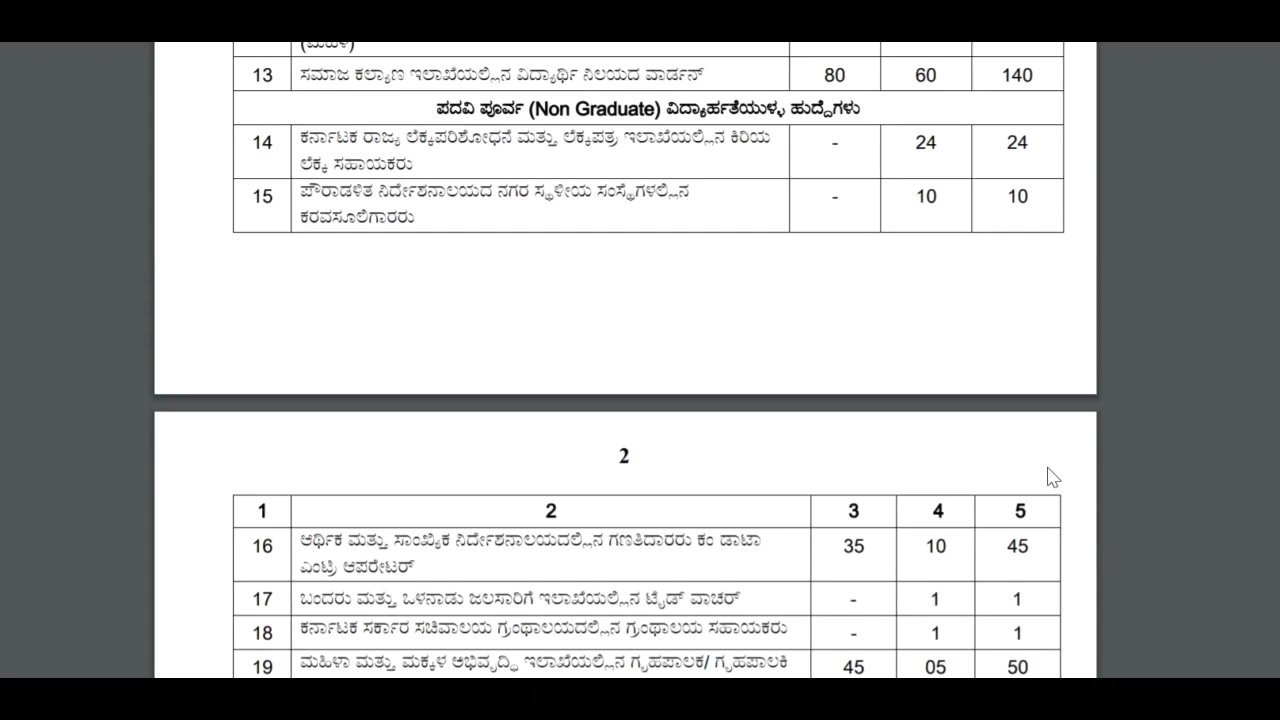 (ಮಹಿಳೆ)
13 ಸಮಾಜ ಕಲ್ಯಾಣ ಇಲಾಖೆಯಲ್ಲಿನ ವಿದ್ಯಾರ್ಥಿ ನಿಲಯದ ವಾರ್ಡನ್ 80 60 140
ಪದವಿ ಪೂರ್ವ (Non Graduate) ವಿದ್ಯಾರ್ಹತೆಯುಳ್ಳ ಹುದ್ದೆಗಳು
14 ಕರ್ನಾಟಕ ರಾಜ್ಯ ಲೆಕ್ಕಪರಿಶೋಧನೆ ಮತ್ತು ಲೆಕ್ಕಪತ್ರ ಇಲಾಖೆಯಲ್ಲಿನ ಕಿರಿಯ - 24 24
ಲೆಕ್ಕ ಸಹಾಯಕರು
15 ಪೌರಾಡಳಿತ ನಿರ್ದೇಶನಾಲಯದ ನಗರ ಸ್ಥಳೀಯ ಸಂಸ್ಥೆಗಳಲ್ಲಿನ - 10 10
ಕರವಸೂಲಿಗಾರರು
2
1 2 3 4 5
16 ಆರ್ಥಿಕ ಮತ್ತು ಸಾಂಖ್ಯಿಕ ನಿರ್ದೇಶನಾಲಯದಲ್ಲಿನ ಗಣತಿದಾರರು ಕಂ ಡಾಟಾ 35 10 45
ಎಂಟ್ರಿ ಆಪರೇಟರ್
17 ಬಂದರು ಮತ್ತು ಒಳನಾಡು ಜಲಸಾರಿಗೆ ಇಲಾಖೆಯಲ್ಲಿನ ಟೈಡ್ ವಾಚರ್ - 1 1
18 ಕರ್ನಾಟಕ ಸರ್ಕಾರ ಸಚಿವಾಲಯ ಗ್ರಂಥಾಲಯದಲ್ಲಿನ ಗ್ರಂಥಾಲಯ ಸಹಾಯಕರು - 1 1
19 ಮಹಿಳಾ ಮತ್ತು ಮಕ್ಕಳ ಅಭಿವೃದ್ಧಿ ಇಲಾಖೆಯಲ್ಲಿನ ಗೃಹಪಾಲಕ/ ಗೃಹಪಾಲಕಿ 45 05 50